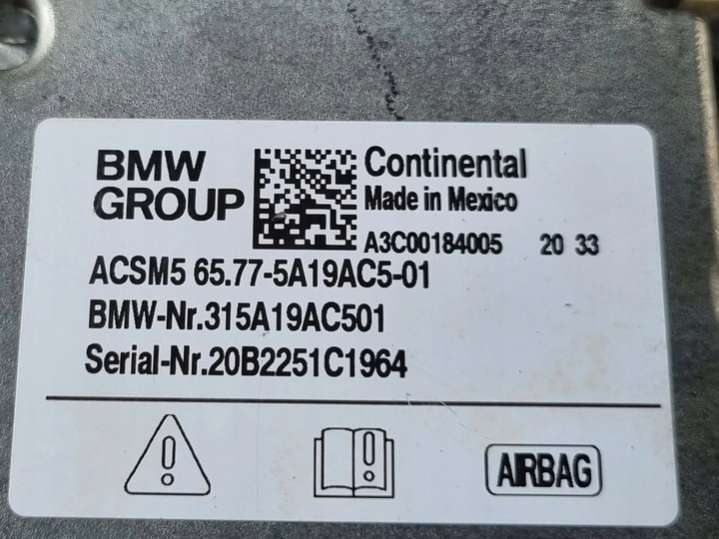 BMW GROUP
Continental
Made in Mexico
A3C00184005 20 33
ACSM5 65.77-5A19AC5-01
BMW-Nr.315A19AC501
Serial-Nr.20B2251C1964
AIRBAG